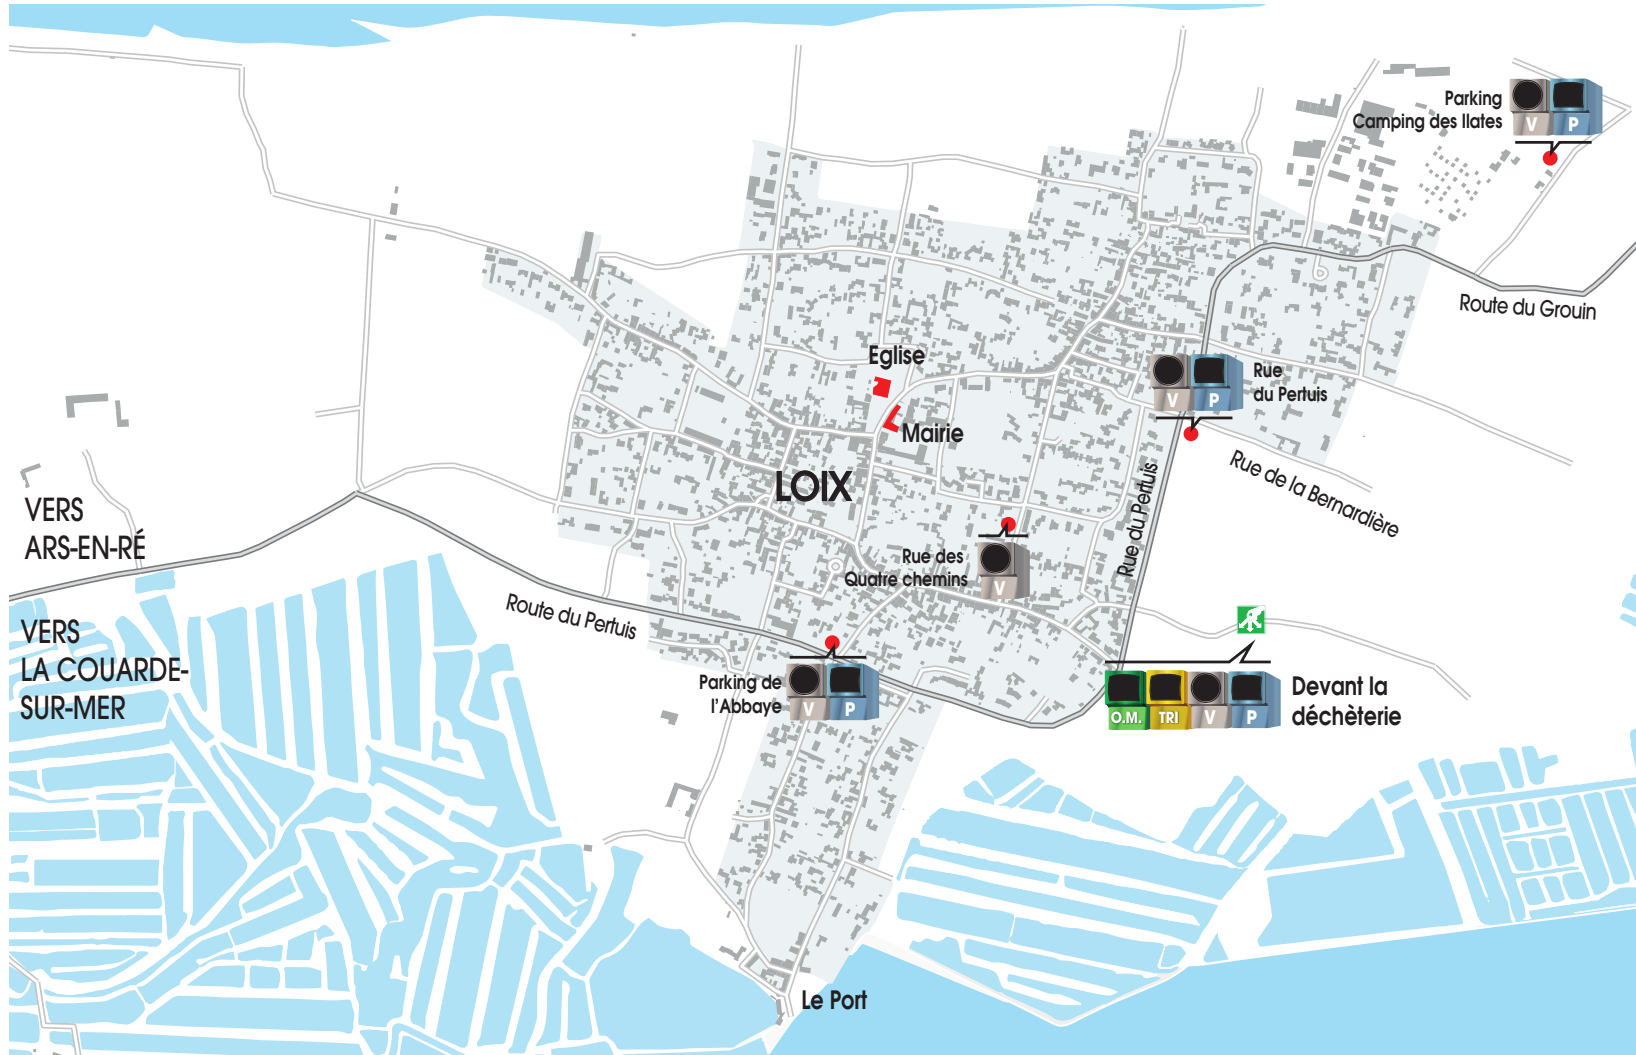 Parking
Camping des Ilates
V P
Route du Grouin
Eglise
Rue
du Pertuis
V P
Mairie
Rue de la Bernardière
LOIX
Rue du Pertuis
VERS
ARS-EN-RÉ
Rue des
Quatre chemins
V
Route du Pertuis
VERS
LA COUARDE-
SUR-MER
Parking de
l'Abbaye
V P
Devant la
déchèterie
O.M. TRI V P
Le Port